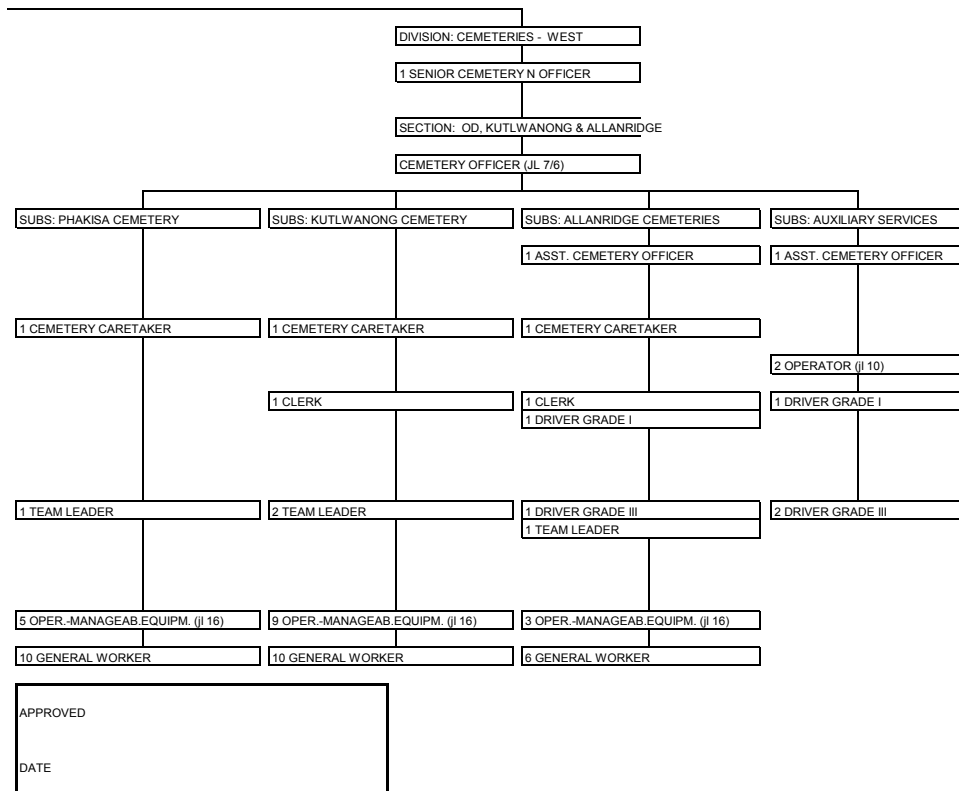 DIVISION: CEMETERIES - WEST
1 SENIOR CEMETERY N OFFICER
SECTION: OD, KUTLWANONG & ALLANRIDGE
CEMETERY OFFICER (JL 7/6)
SUBS: PHAKISA CEMETERY
SUBS: KUTLWANONG CEMETERY
SUBS: ALLANRIDGE CEMETERIES
SUBS: AUXILIARY SERVICES
1 ASST. CEMETERY OFFICER
1 ASST. CEMETERY OFFICER
1 CEMETERY CARETAKER
1 CEMETERY CARETAKER
1 CEMETERY CARETAKER
2 OPERATOR (jl 10)
1 CLERK
1 CLERK
1 DRIVER GRADE I
1 DRIVER GRADE I
1 TEAM LEADER
2 TEAM LEADER
1 DRIVER GRADE III
2 DRIVER GRADE III
1 TEAM LEADER
5 OPER.-MANAGEAB.EQUIPM. (jl 16)
9 OPER.-MANAGEAB.EQUIPM. (jl 16)
3 OPER.-MANAGEAB.EQUIPM. (jl 16)
10 GENERAL WORKER
10 GENERAL WORKER
6 GENERAL WORKER
APPROVED
DATE